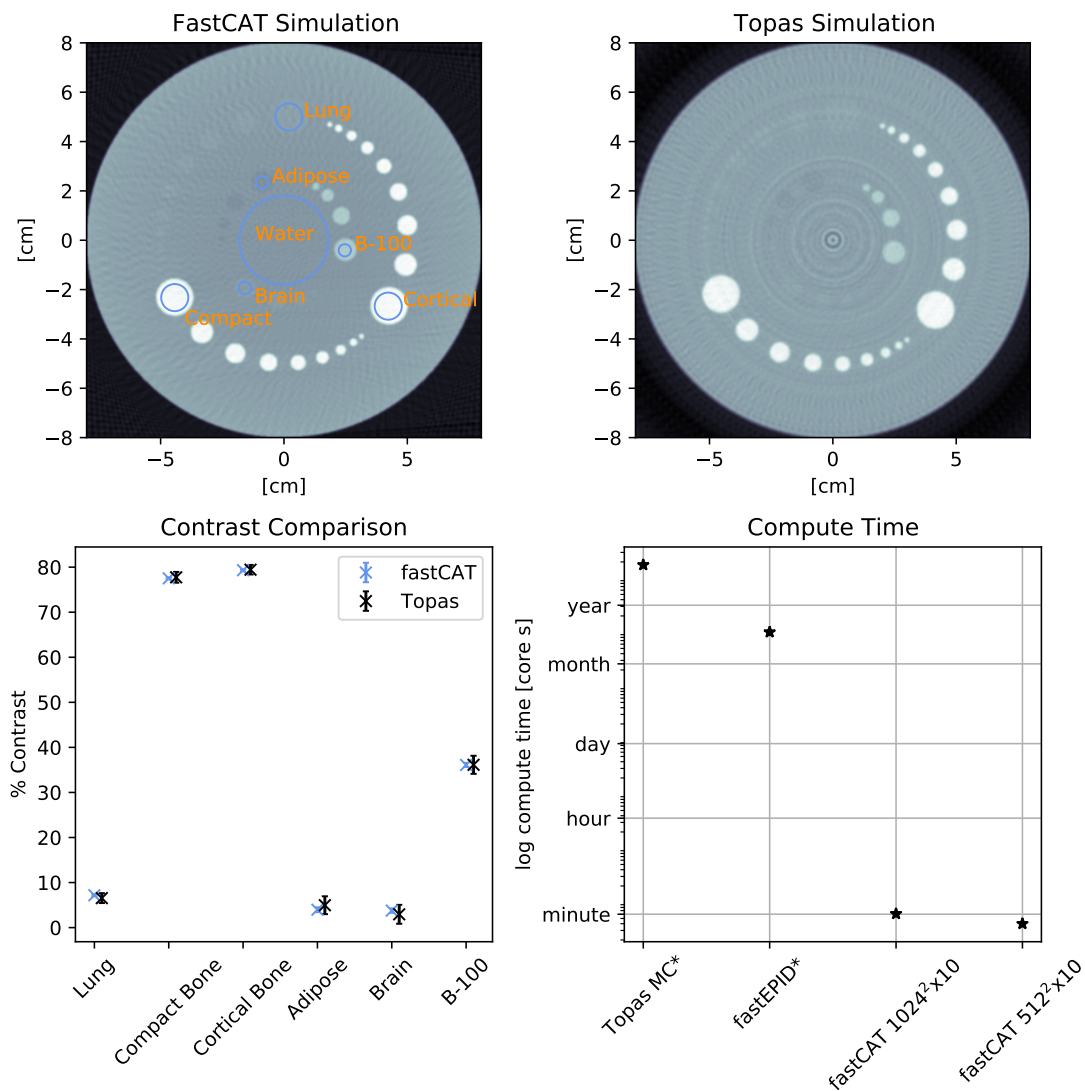 FastCAT Simulation
Topas Simulation
8
6
4
2
0
−2
−4
−6
−8
[cm]
Lung
Adipose
Water
B-100
Brain
Cortical
Compact
−5
0
5
[cm]
8
6
4
2
0
−2
−4
−6
−8
[cm]
−5
0
5
[cm]
Contrast Comparison
80
70
60
50
40
30
20
10
0
% Contrast
fastCAT
Topas
Lung
Compact Bone
Cortical Bone
Adipose
Brain
B-100
Compute Time
year
month
day
hour
minute
log compute time [core s]
Topas MC*
fastEPID*
fastCAT 1024²x10
fastCAT 512²x10